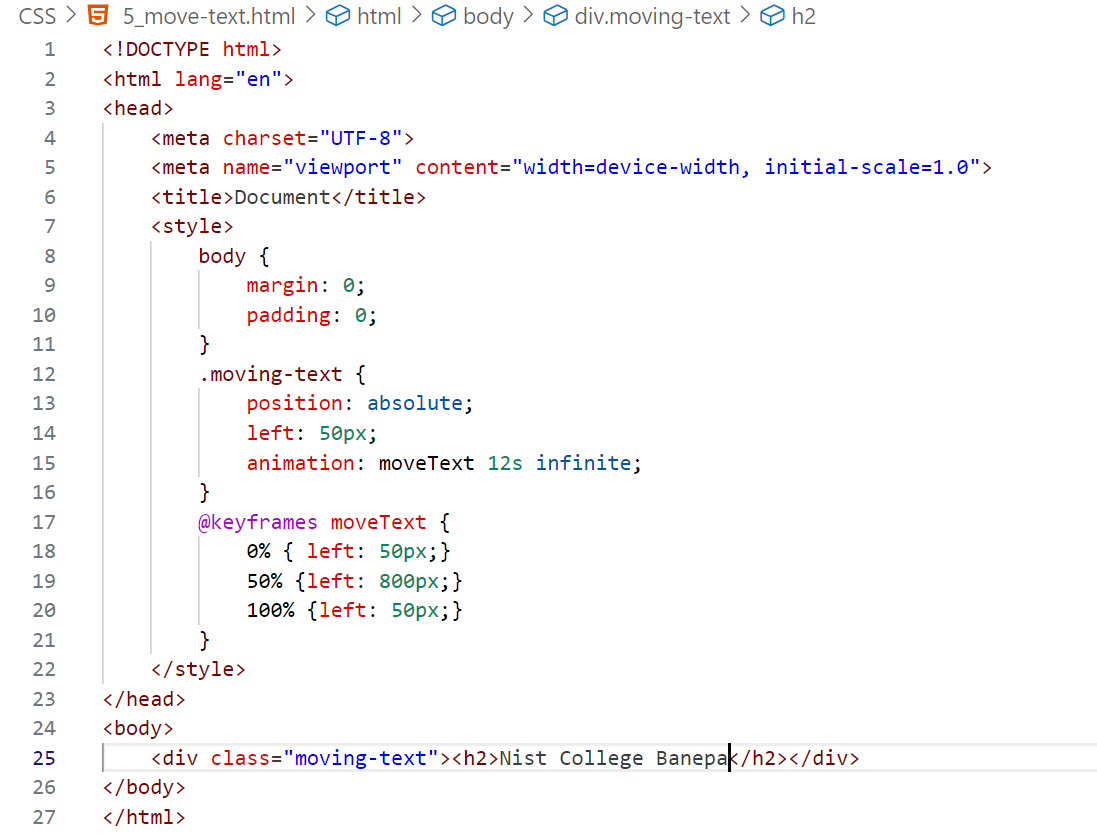 CSS > 5_move-text.html > html > body > div.moving-text > h2
1 <!DOCTYPE html>
2 <html lang="en">
3 <head>
4     <meta charset="UTF-8">
5     <meta name="viewport" content="width=device-width, initial-scale=1.0">
6     <title>Document</title>
7     <style>
8         body {
9             margin: 0;
10             padding: 0;
11         }
12         .moving-text {
13             position: absolute;
14             left: 50px;
15             animation: moveText 12s infinite;
16         }
17         @keyframes moveText {
18             0% { left: 50px;}
19             50% {left: 800px;}
20             100% {left: 50px;}
21         }
22     </style>
23 </head>
24 <body>
25     <div class="moving-text"><h2>Nist College Banepa</h2></div>
26 </body>
27 </html>